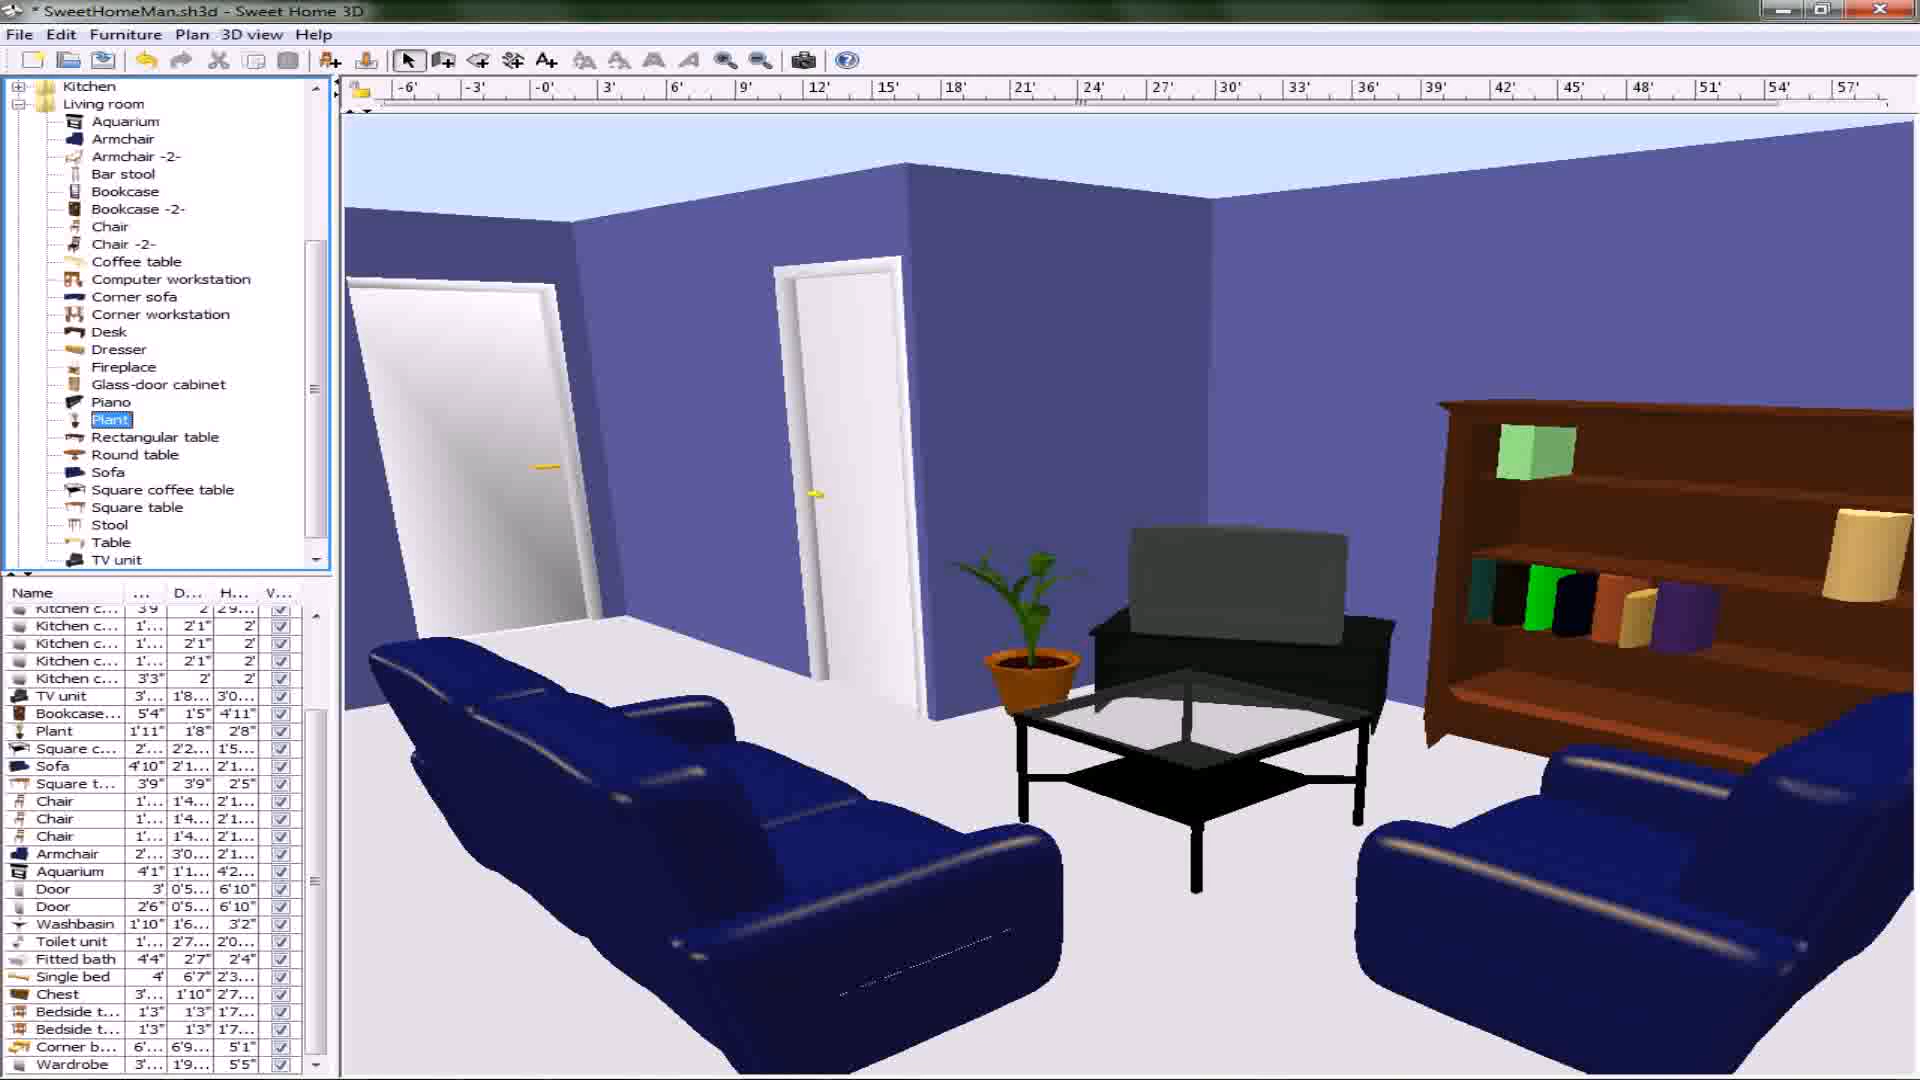 * SweetHomeMan.sh3d - Sweet Home 3D
File Edit Furniture Plan 3D view Help
-6' -3' -0' 3' 6' 9' 12' 15' 18' 21' 24' 27' 30' 33' 36' 39' 42' 45' 48' 51' 54' 57'
Kitchen
Living room
Aquarium
Armchair
Armchair -2-
Bar stool
Bookcase
Bookcase -2-
Chair
Chair -2-
Coffee table
Computer workstation
Corner sofa
Corner workstation
Desk
Dresser
Fireplace
Glass-door cabinet
Piano
Plant
Rectangular table
Round table
Sofa
Square coffee table
Square table
Stool
Table
TV unit
Name ... D... H... V...
Kitchen c... 3'9 2 2'9...
Kitchen c... 1'... 2'1" 2'
Kitchen c... 1'... 2'1" 2'
Kitchen c... 1'... 2'1" 2'
Kitchen c... 3'3" 2' 2'
TV unit 3'... 1'8... 3'0...
Bookcase... 5'4" 1'5" 4'11"
Plant 1'11" 1'8" 2'8"
Square c... 2'... 2'2... 1'5...
Sofa 4'10" 2'1... 2'1...
Square t... 3'9" 3'9" 2'5"
Chair 1'... 1'4... 2'1...
Chair 1'... 1'4... 2'1...
Chair 1'... 1'4... 2'1...
Armchair 2'... 3'0... 2'1...
Aquarium 4'1" 1'1... 4'2...
Door 3' 0'5... 6'10"
Door 2'6" 0'5... 6'10"
Washbasin 1'10" 1'6... 3'2"
Toilet unit 1'... 2'7... 2'0...
Fitted bath 4'4" 2'7" 2'4"
Single bed 4' 6'7" 2'3...
Chest 3'... 1'10" 2'7...
Bedside t... 1'3" 1'3" 1'7...
Bedside t... 1'3" 1'3" 1'7...
Corner b... 6'... 6'9... 5'1"
Wardrobe 3'... 1'9... 5'5"